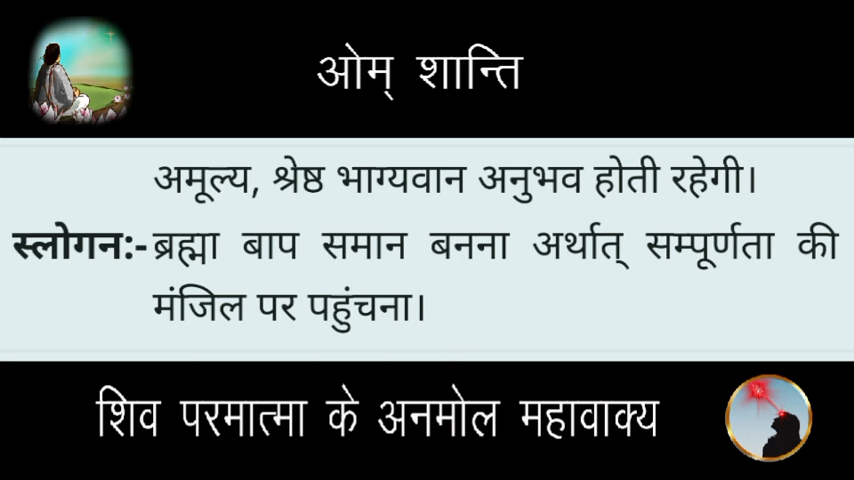 ओम् शान्ति
अमूल्य, श्रेष्ठ भाग्यवान अनुभव होती रहेगी।
स्लोगन:- ब्रह्मा बाप समान बनना अर्थात् सम्पूर्णता की
मंजिल पर पहुंचना।
शिव परमात्मा के अनमोल महावाक्य